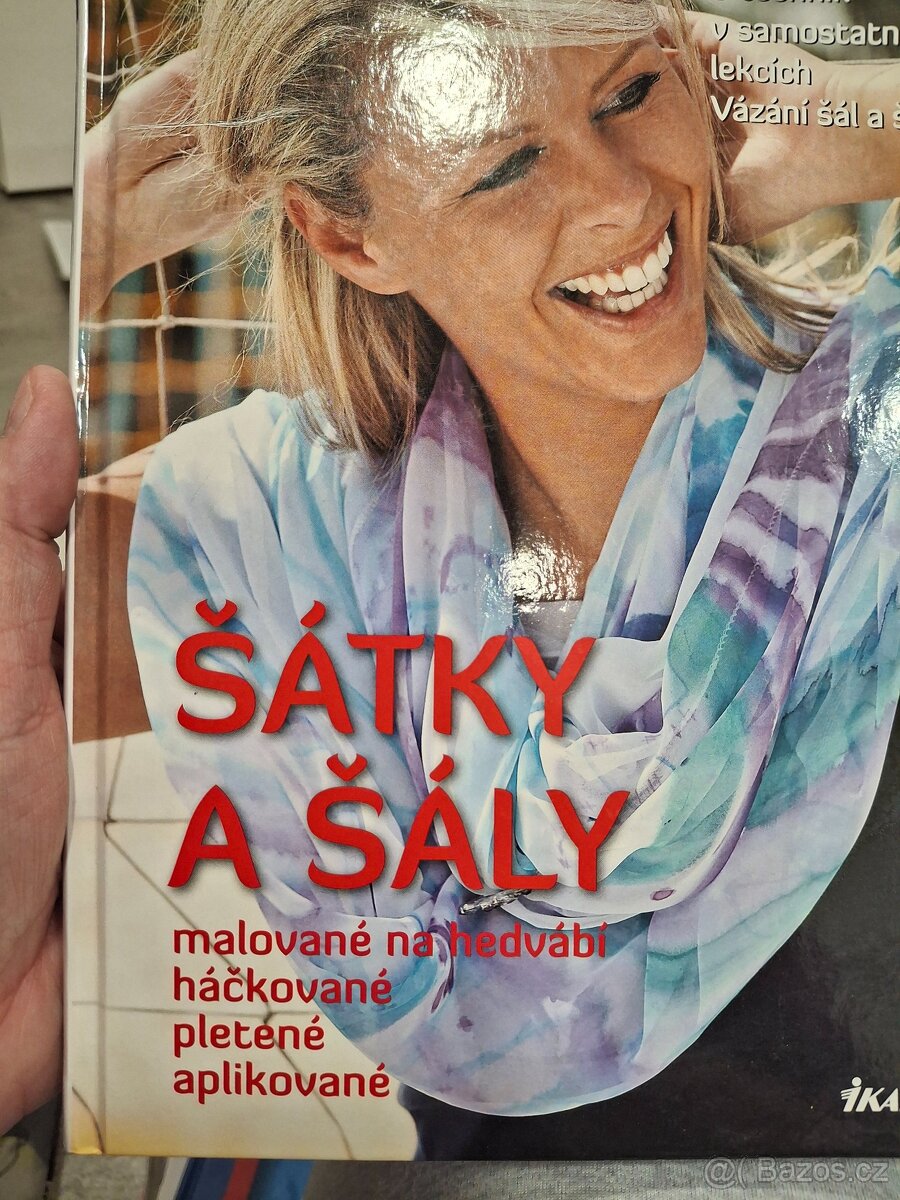 v samostatn
lekcích
Vázání šál a š
ŠÁTKY
A ŠÁLY
malované na hedvábí
háčkované
pletené
aplikované
IKA
@( Bazos.cz